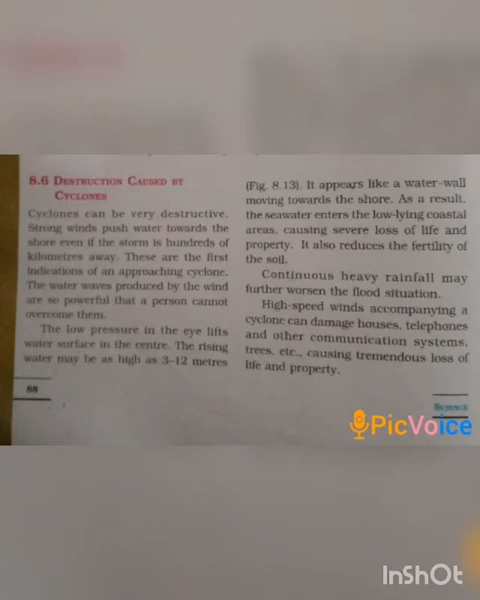 8.6 DESTRUCTION CAUSED BY
CYCLONES
Cyclones can be very destructive.
Strong winds push water towards the
shore even if the storm is hundreds of
kilometres away. These are the first
indications of an approaching cyclone.
The water waves produced by the wind
are so powerful that a person cannot
overcome them.
The low pressure in the eye lifts
water surface in the centre. The rising
water may be as high as 3–12 metres
88
(Fig. 8.13). It appears like a water-wall
moving towards the shore. As a result,
the seawater enters the low-lying coastal
areas, causing severe loss of life and
property. It also reduces the fertility of
the soil.
Continuous heavy rainfall may
further worsen the flood situation.
High-speed winds accompanying a
cyclone can damage houses, telephones
and other communication systems,
trees, etc., causing tremendous loss of
life and property.
SCIENCE
PicVoice
InShOt